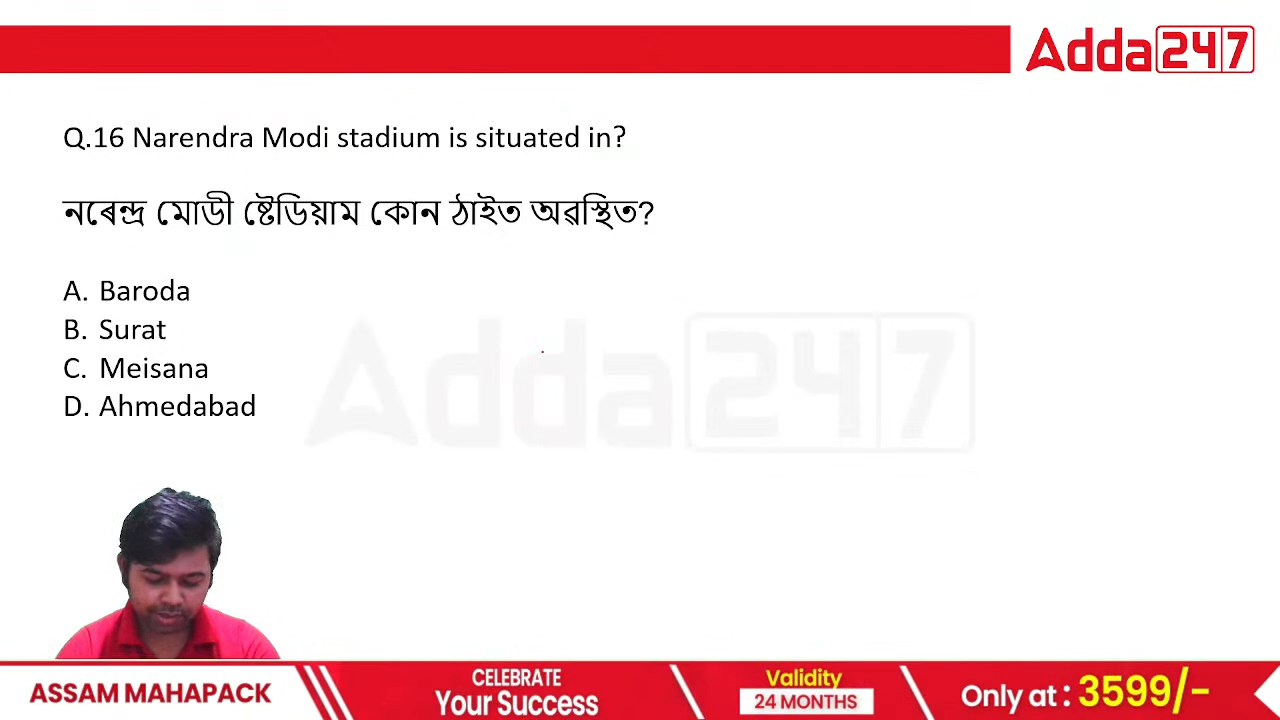 Adda247
Q.16 Narendra Modi stadium is situated in?
নৰেন্দ্ৰ মোডী ষ্টেডিয়াম কোন ঠাইত অৱস্থিত?
A. Baroda
B. Surat
C. Meisana
D. Ahmedabad
Adda247
ASSAM MAHAPACK
CELEBRATE
Your Success
Validity
24 MONTHS
Only at : 3599/-